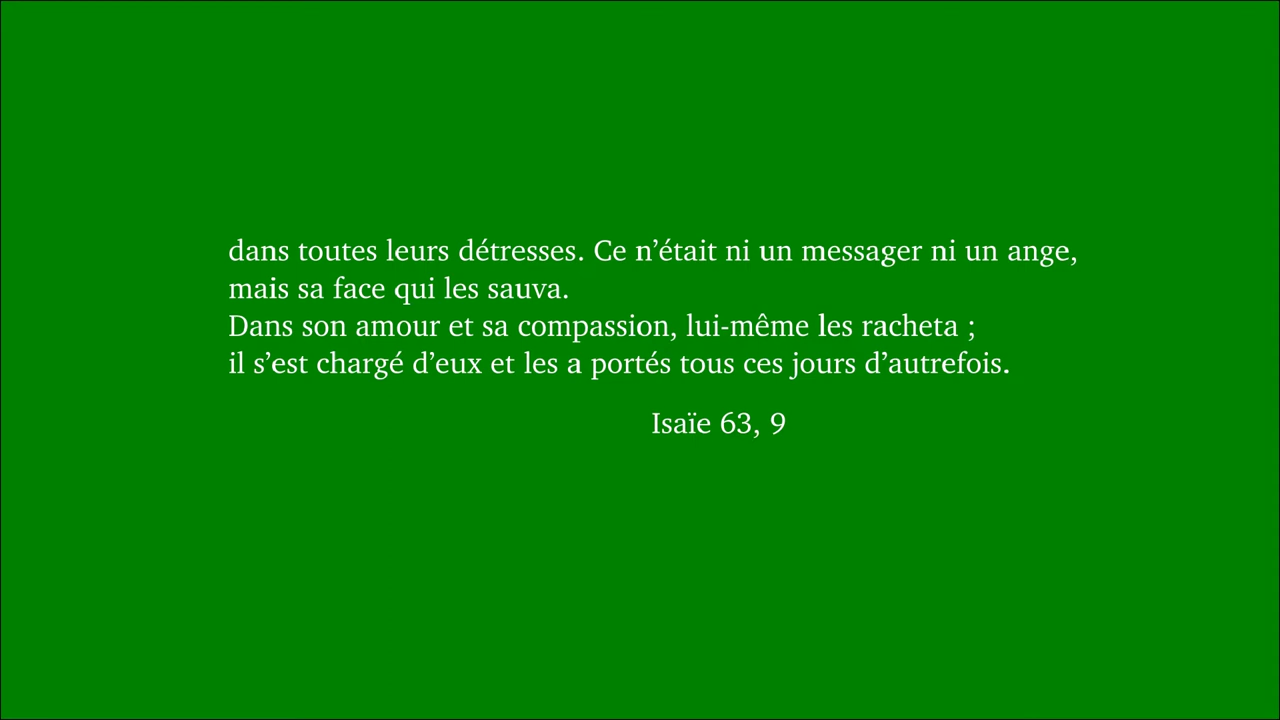 dans toutes leurs détresses. Ce n’était ni un messager ni un ange,
mais sa face qui les sauva.
Dans son amour et sa compassion, lui-même les racheta ;
il s’est chargé d’eux et les a portés tous ces jours d’autrefois.
Isaïe 63, 9